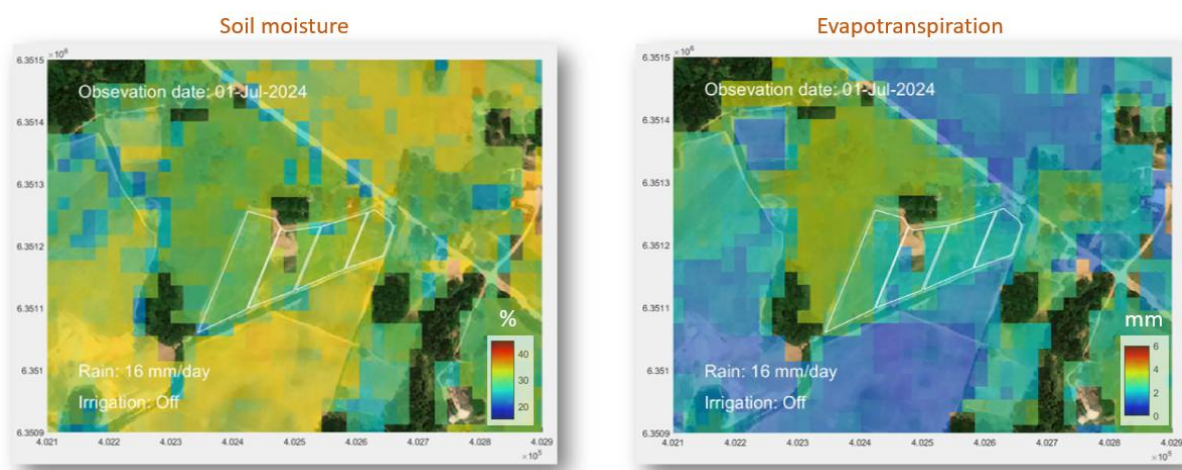 Soil moisture
6.3515 ×10⁶
6.3514
6.3513
6.3512
6.3511
6.351
6.3509
Obsevation date: 01-Jul-2024
Rain: 16 mm/day
Irrigation: Off
%
40
30
20
4.021 4.022 4.023 4.024 4.025 4.026 4.027 4.028 4.029
×10⁵
Evapotranspiration
6.3515 ×10⁶
6.3514
6.3513
6.3512
6.3511
6.351
6.3509
Obsevation date: 01-Jul-2024
Rain: 16 mm/day
Irrigation: Off
mm
6
4
2
0
4.021 4.022 4.023 4.024 4.025 4.026 4.027 4.028 4.029
×10⁵